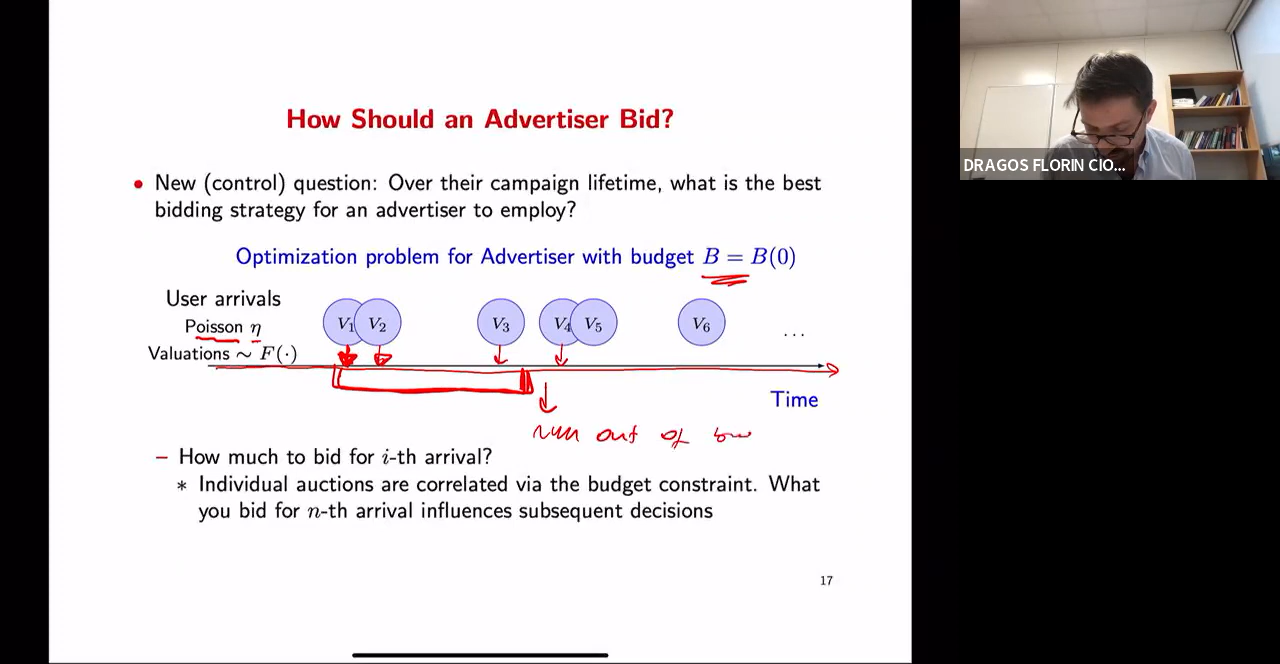 How Should an Advertiser Bid?
• New (control) question: Over their campaign lifetime, what is the best
bidding strategy for an advertiser to employ?
Optimization problem for Advertiser with budget B = B(0)
User arrivals
Poisson η
Valuations ∼ F(·)
V₁ V₂ V₃ V₄ V₅ V₆ ...
Time
run out of
– How much to bid for i-th arrival?
∗ Individual auctions are correlated via the budget constraint. What
you bid for n-th arrival influences subsequent decisions
17
DRAGOS FLORIN CIO...